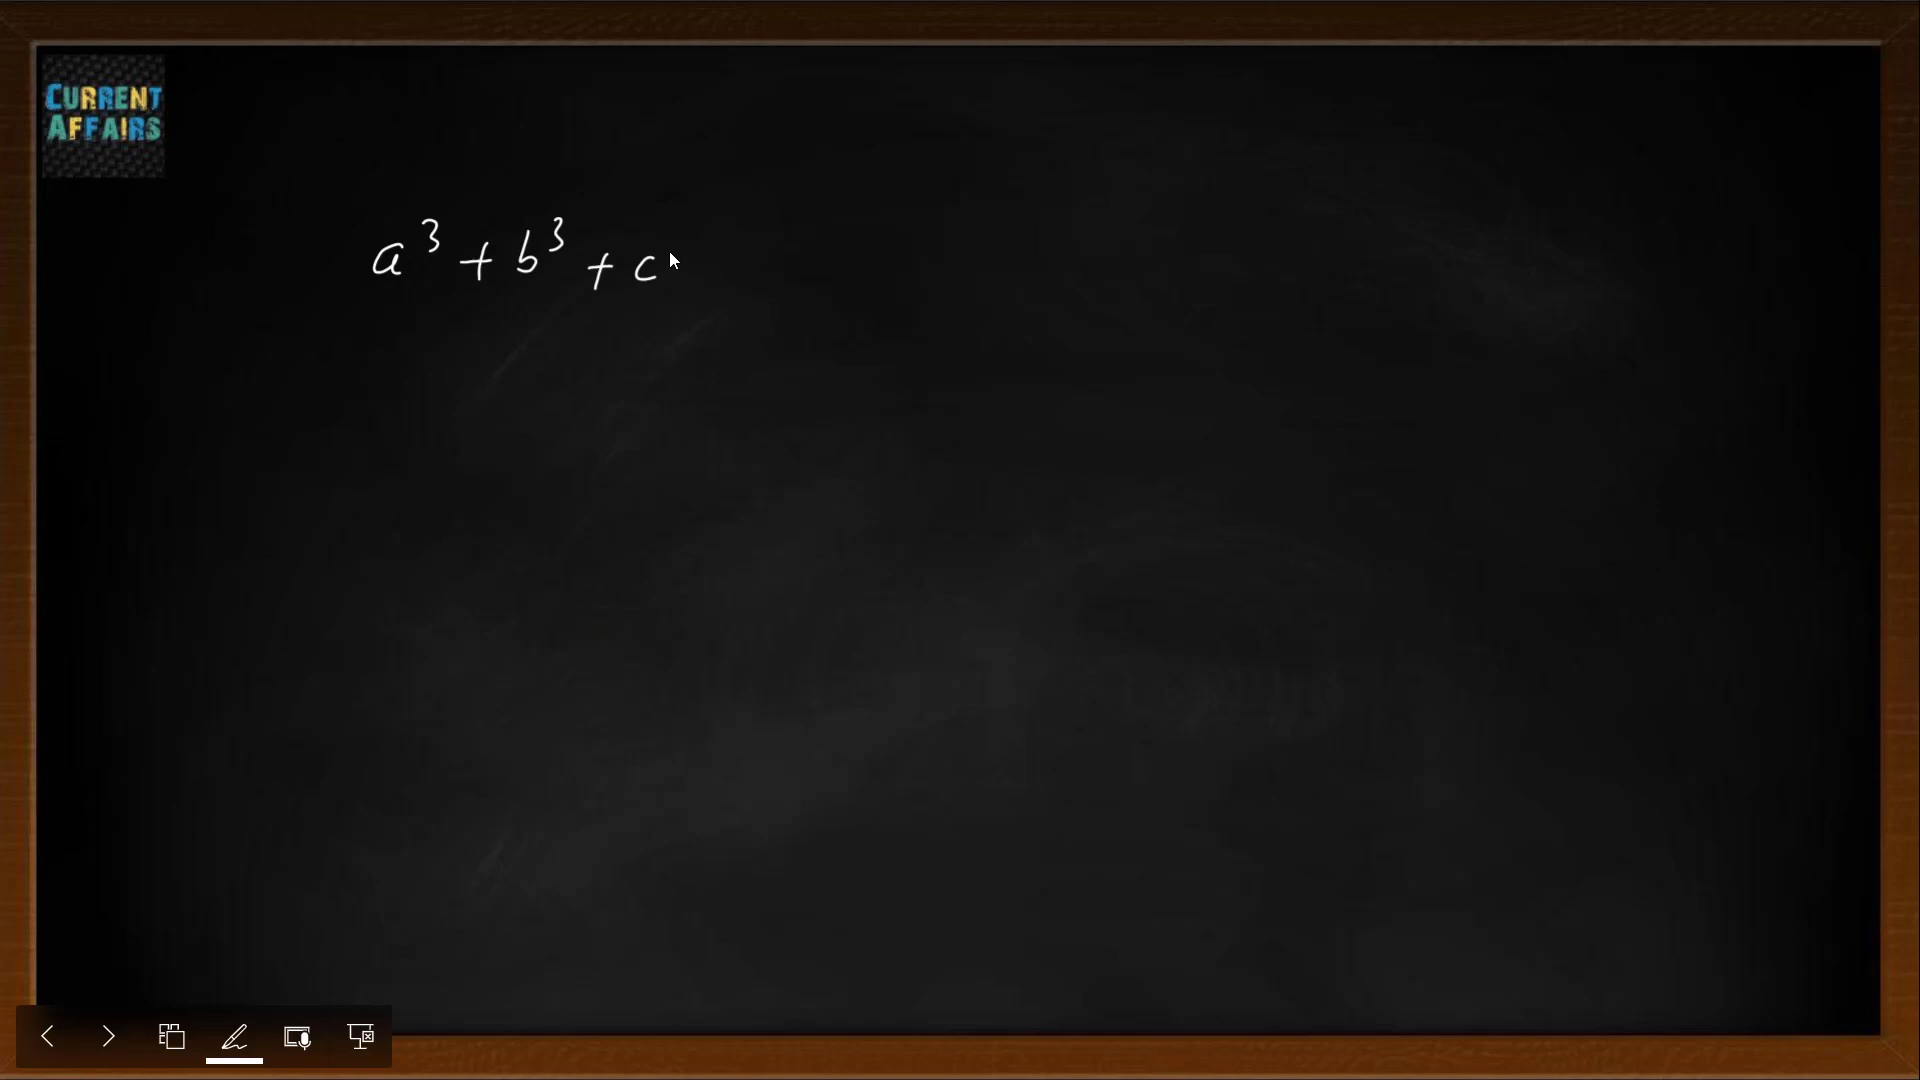 CURRENT
AFFAIRS
a³ + b³ + c